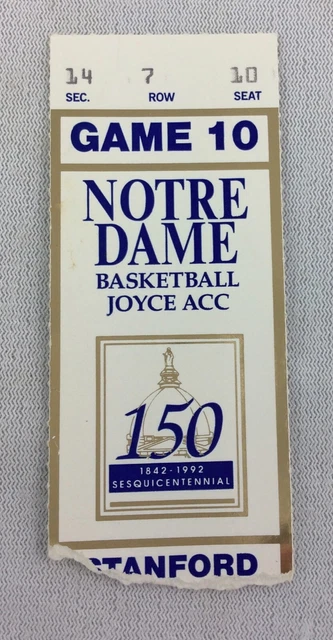 14 7 10
SEC. ROW SEAT
GAME 10
NOTRE
DAME
BASKETBALL
JOYCE ACC
150
1842-1992
SESQUICENTENNIAL
STANFORD